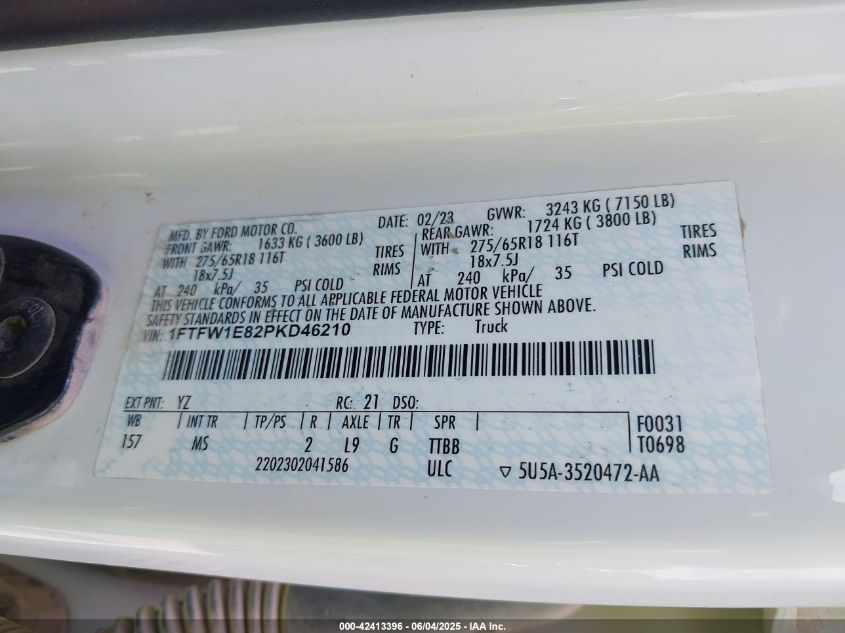 MFD. BY FORD MOTOR CO. DATE: 02/23 GVWR: 3243 KG ( 7150 LB)
FRONT GAWR: 1633 KG ( 3600 LB) REAR GAWR: 1724 KG ( 3800 LB)
WITH 275/65R18 116T TIRES WITH 275/65R18 116T TIRES
18x7.5J RIMS 18x7.5J RIMS
AT 240 kPa/ 35 PSI COLD AT 240 kPa/ 35 PSI COLD
THIS VEHICLE CONFORMS TO ALL APPLICABLE FEDERAL MOTOR VEHICLE
SAFETY STANDARDS IN EFFECT ON THE DATE OF MANUFACTURE SHOWN ABOVE.
VIN: 1FTFW1E82PKD46210 TYPE: Truck
EXT PNT: YZ RC: 21 DSO:
WB INT TR TP/PS R AXLE TR SPR F0031
157 MS 2 L9 G TTBB T0698
2202302041586 ULC ▽ 5U5A-3520472-AA
000-42413396 - 06/04/2025 - IAA Inc.